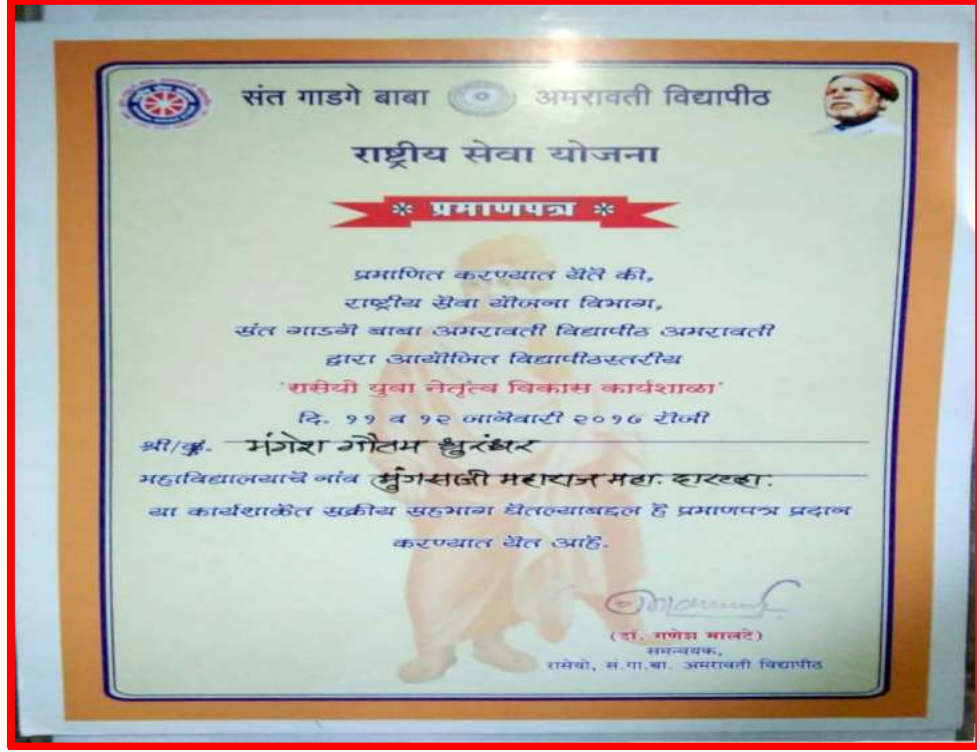 संत गाडगे बाबा अमरावती विद्यापीठ
राष्ट्रीय सेवा योजना
* प्रमाणपत्र *
प्रमाणित करण्यात येते की,
राष्ट्रीय सेवा योजना विभाग,
संत गाडगे बाबा अमरावती विद्यापीठ अमरावती
द्वारा आयोजित विद्यापीठस्तरीय
'रासेयो युवा नेतृत्व विकास कार्यशाळा'
दि. ११ व १२ जानेवारी २०१७ रोजी
श्री/कु. मंगेश गौतम धुरंधर
महाविद्यालयाचे नांव मुंगसाजी महाराज महा. दारव्हा.
या कार्यशाळेत सक्रीय सहभाग घेतल्याबद्दल हे प्रमाणपत्र प्रदान
करण्यात येत आहे.
(डॉ. गणेश मालटे)
समन्वयक,
रासेयो, सं.गा.बा. अमरावती विद्यापीठ